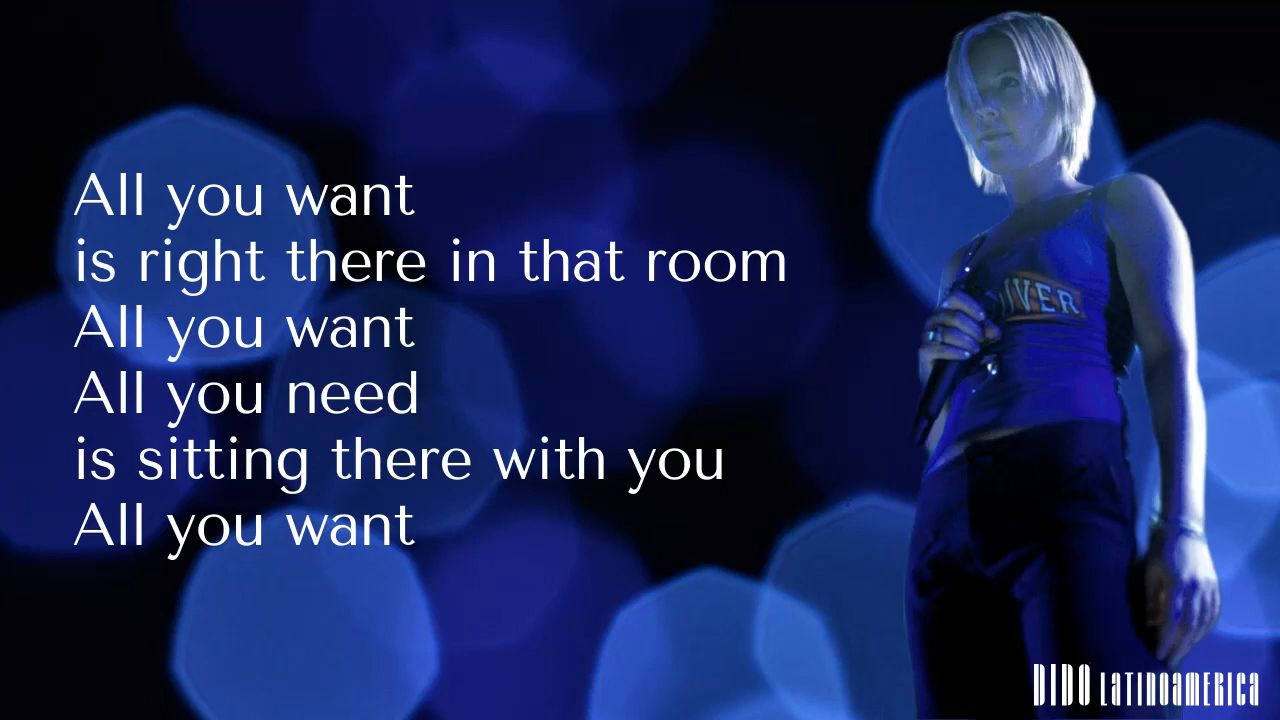 All you want
is right there in that room
All you want
All you need
is sitting there with you
All you want
IVER
DIDO LATINOAMERICA